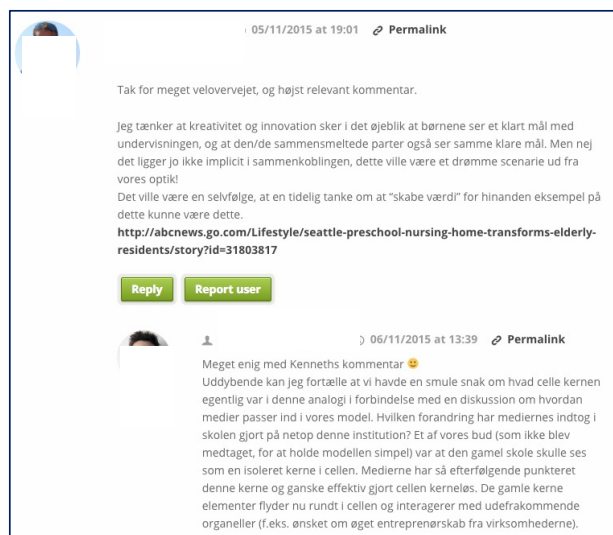 05/11/2015 at 19:01 Permalink
Tak for meget velovervejet, og højst relevant kommentar.
Jeg tænker at kreativitet og innovation sker i det øjeblik at børnene ser et klart mål med
undervisningen, og at den/de sammensmeltede parter også ser samme klare mål. Men nej
det ligger jo ikke implicit i sammenkoblingen, dette ville være et drømme scenarie ud fra
vores optik!
Det ville være en selvfølge, at en tidelig tanke om at “skabe værdi” for hinanden eksempel på
dette kunne være dette.
http://abcnews.go.com/Lifestyle/seattle-preschool-nursing-home-transforms-elderly-
residents/story?id=31803817
Reply Report user
06/11/2015 at 13:39 Permalink
Meget enig med Kenneths kommentar 🙂
Uddybende kan jeg fortælle at vi havde en smule snak om hvad celle kernen
egentlig var i denne analogi i forbindelse med en diskussion om hvordan
medier passer ind i vores model. Hvilken forandring har mediernes indtog i
skolen gjort på netop denne institution? Et af vores bud (som ikke blev
medtaget, for at holde modellen simpel) var at den gamel skole skulle ses
som en isoleret kerne i cellen. Medierne har så efterfølgende punkteret
denne kerne og ganske effektiv gjort cellen kerneløs. De gamle kerne
elementer flyder nu rundt i cellen og interagerer med udefrakommende
organeller (f.eks. ønsket om øget entreprenørskab fra virksomhederne).